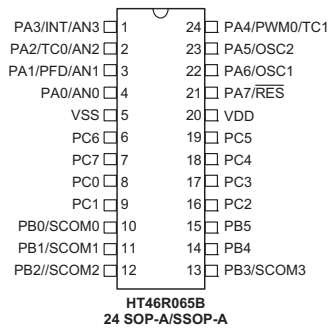 PA3/INT/AN3 1 24 PA4/PWM0/TC1
PA2/TC0/AN2 2 23 PA5/OSC2
PA1/PFD/AN1 3 22 PA6/OSC1
PA0/AN0 4 21 PA7/RES
VSS 5 20 VDD
PC6 6 19 PC5
PC7 7 18 PC4
PC0 8 17 PC3
PC1 9 16 PC2
PB0/SCOM0 10 15 PB5
PB1/SCOM1 11 14 PB4
PB2//SCOM2 12 13 PB3/SCOM3
HT46R065B
24 SOP-A/SSOP-A